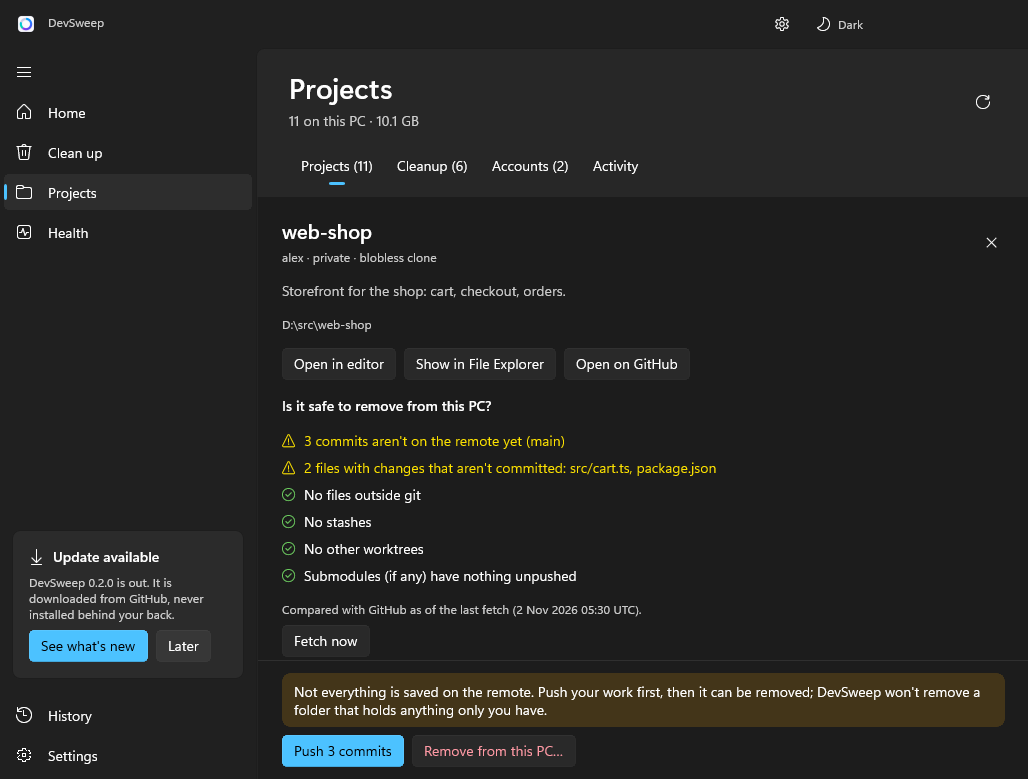 DevSweep
Dark
Home
Clean up
Projects
Health
Update available
DevSweep 0.2.0 is out. It is
downloaded from GitHub, never
installed behind your back.
See what's new
Later
History
Settings
Projects
11 on this PC · 10.1 GB
Projects (11)
Cleanup (6)
Accounts (2)
Activity
web-shop
alex · private · blobless clone
Storefront for the shop: cart, checkout, orders.
D:\src\web-shop
Open in editor
Show in File Explorer
Open on GitHub
Is it safe to remove from this PC?
3 commits aren't on the remote yet (main)
2 files with changes that aren't committed: src/cart.ts, package.json
No files outside git
No stashes
No other worktrees
Submodules (if any) have nothing unpushed
Compared with GitHub as of the last fetch (2 Nov 2026 05:30 UTC).
Fetch now
Not everything is saved on the remote. Push your work first, then it can be removed; DevSweep won't remove a
folder that holds anything only you have.
Push 3 commits
Remove from this PC...